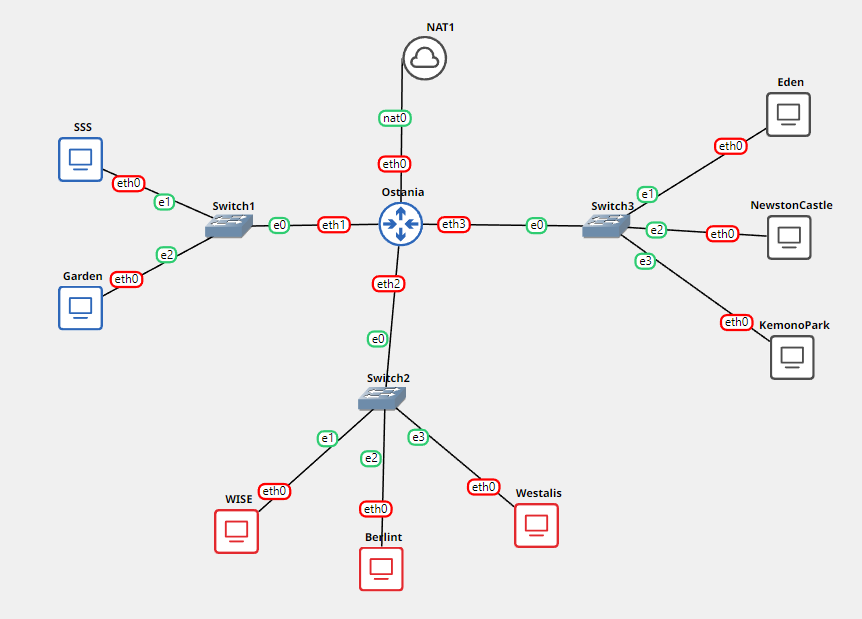 NAT1
nat0
eth0
Ostania
SSS
eth0
e1
Switch1
e0
eth1
eth3
e0
Switch3
Eden
eth0
e1
NewstonCastle
e2
eth0
e3
eth0
KemonoPark
Garden
eth0
e2
eth2
e0
Switch2
e1
e2
e3
eth0
WISE
eth0
Berlint
eth0
Westalis